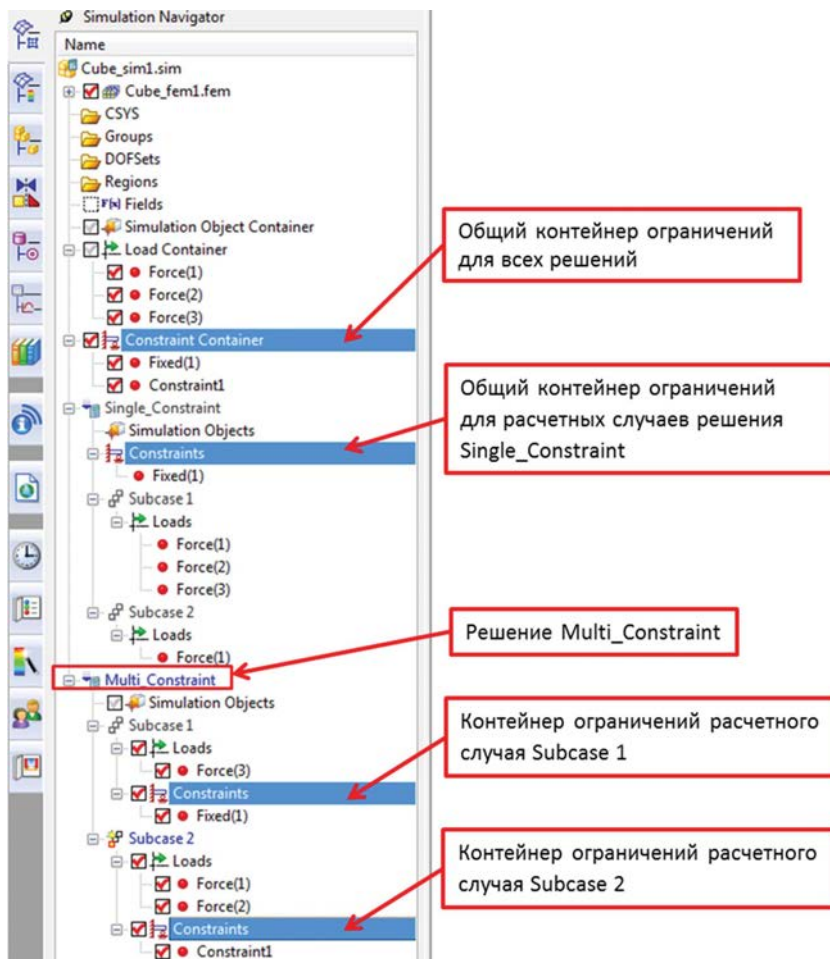 Simulation Navigator
Name
Cube_sim1.sim
Cube_fem1.fem
CSYS
Groups
DOFSets
Regions
F(x) Fields
Simulation Object Container
Load Container
Force(1)
Force(2)
Force(3)
Constraint Container
Fixed(1)
Constraint1
Single_Constraint
Simulation Objects
Constraints
Fixed(1)
Subcase 1
Loads
Force(1)
Force(2)
Force(3)
Subcase 2
Loads
Force(1)
Multi_Constraint
Simulation Objects
Subcase 1
Loads
Force(3)
Constraints
Fixed(1)
Subcase 2
Loads
Force(1)
Force(2)
Constraints
Constraint1
Общий контейнер ограничений
для всех решений
Общий контейнер ограничений
для расчетных случаев решения
Single_Constraint
Решение Multi_Constraint
Контейнер ограничений расчетного
случая Subcase 1
Контейнер ограничений расчетного
случая Subcase 2